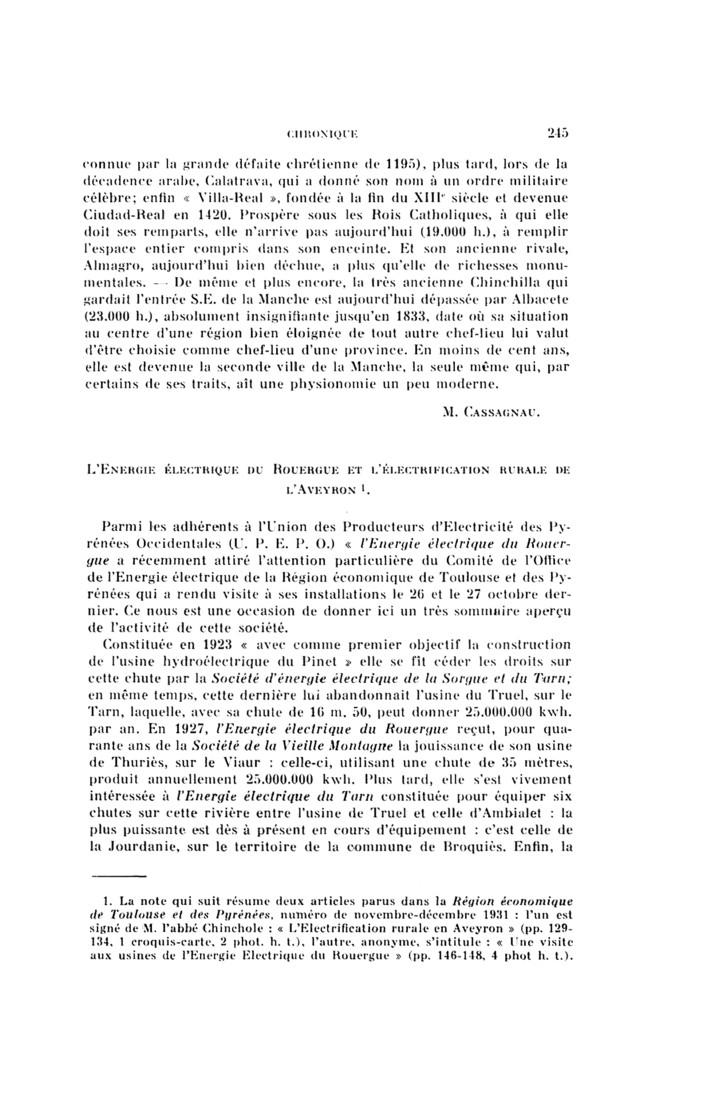 CHRONIQUE 245
connue par la grande défaite chrétienne de 1195), plus tard, lors de la
décadence arabe, Calatrava, qui a donné son nom à un ordre militaire
célèbre; enfin « Villa-Real », fondée à la fin du XIIIe siècle et devenue
Ciudad-Real en 1420. Prospère sous les Rois Catholiques, à qui elle
doit ses remparts, elle n'arrive pas aujourd'hui (19.000 h.), à remplir
l'espace entier compris dans son enceinte. Et son ancienne rivale,
Almagro, aujourd'hui bien déchue, a plus qu'elle de richesses monu-
mentales. — De même et plus encore, la très ancienne Chinchilla qui
gardait l'entrée S.E. de la Manche est aujourd'hui dépassée par Albacete
(23.000 h.), absolument insignifiante jusqu'en 1833, date où sa situation
au centre d'une région bien éloignée de tout autre chef-lieu lui valut
d'être choisie comme chef-lieu d'une province. En moins de cent ans,
elle est devenue la seconde ville de la Manche, la seule même qui, par
certains de ses traits, aît une physionomie un peu moderne.
M. CASSAGNAU.
L'ENERGIE ÉLECTRIQUE DU ROUERGUE ET L'ÉLECTRIFICATION RURALE DE
L'AVEYRON 1.
Parmi les adhérents à l'Union des Producteurs d'Electricité des Py-
rénées Occidentales (U. P. E. P. O.) « l'Energie électrique du Rouer-
gue a récemment attiré l'attention particulière du Comité de l'Office
de l'Energie électrique de la Région économique de Toulouse et des Py-
rénées qui a rendu visite à ses installations le 26 et le 27 octobre der-
nier. Ce nous est une occasion de donner ici un très sommaire aperçu
de l'activité de cette société.
Constituée en 1923 « avec comme premier objectif la construction
de l'usine hydroélectrique du Pinet » elle se fit céder les droits sur
cette chute par la Société d'énergie électrique de la Sorgue et du Tarn;
en même temps, cette dernière lui abandonnait l'usine du Truel, sur le
Tarn, laquelle, avec sa chute de 16 m. 50, peut donner 25.000.000 kwh.
par an. En 1927, l'Energie électrique du Rouergue reçut, pour qua-
rante ans de la Société de la Vieille Montagne la jouissance de son usine
de Thuriès, sur le Viaur : celle-ci, utilisant une chute de 35 mètres,
produit annuellement 25.000.000 kwh. Plus tard, elle s'est vivement
intéressée à l'Energie électrique du Tarn constituée pour équiper six
chutes sur cette rivière entre l'usine de Truel et celle d'Ambialet : la
plus puissante est dès à présent en cours d'équipement : c'est celle de
la Jourdanie, sur le territoire de la commune de Broquiès. Enfin, la
1. La note qui suit résume deux articles parus dans la Région économique
de Toulouse et des Pyrénées, numéro de novembre-décembre 1931 : l'un est
signé de M. l'abbé Chinchole : « L'Electrification rurale en Aveyron » (pp. 129-
134, 1 croquis-carte, 2 phot. h. t.), l'autre, anonyme, s'intitule : « Une visite
aux usines de l'Energie Electrique du Rouergue » (pp. 146-148, 4 phot h. t.).